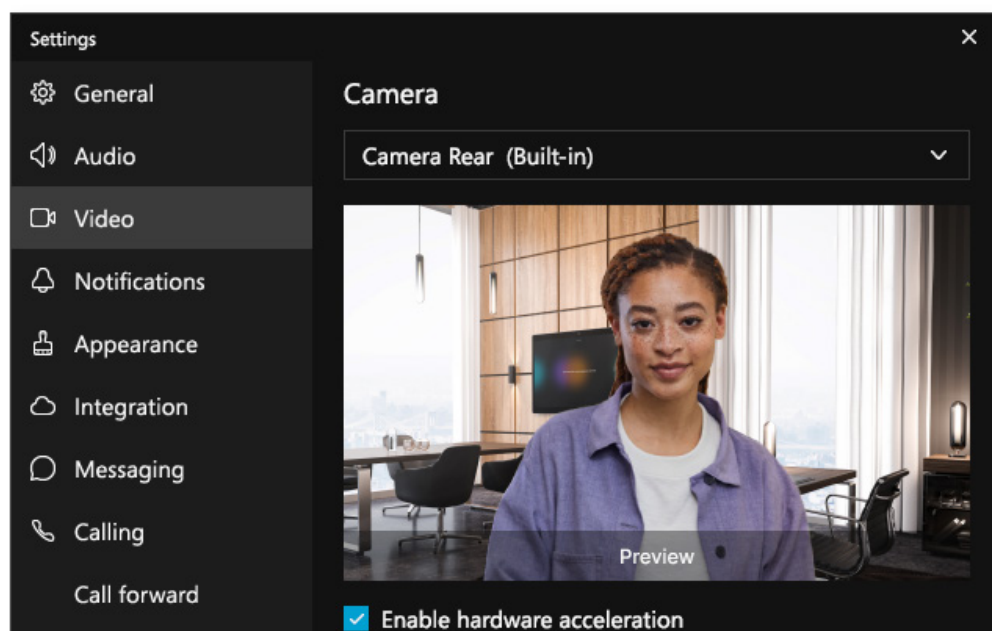 Settings
General
Audio
Video
Notifications
Appearance
Integration
Messaging
Calling
Call forward
Camera
Camera Rear (Built-in)
Preview
Enable hardware acceleration